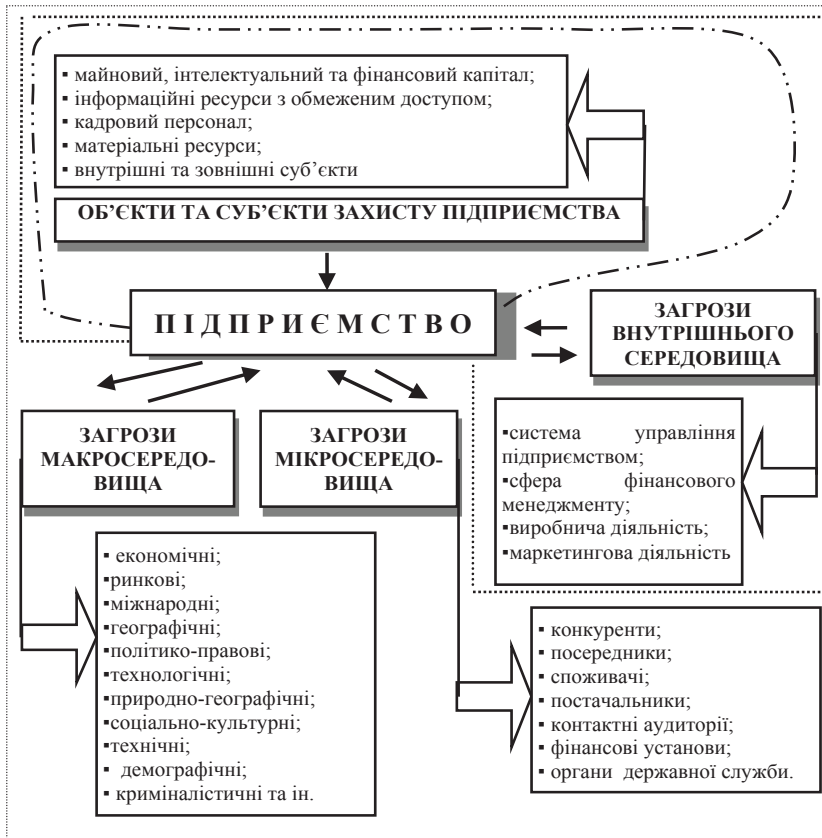 ▪ майновий, інтелектуальний та фінансовий капітал;
▪ інформаційні ресурси з обмеженим доступом;
▪ кадровий персонал;
▪ матеріальні ресурси;
▪ внутрішні та зовнішні суб’єкти
ОБ’ЄКТИ ТА СУБ’ЄКТИ ЗАХИСТУ ПІДПРИЄМСТВА
П І Д П Р И Є М С Т В О
ЗАГРОЗИ
ВНУТРІШНЬОГО
СЕРЕДОВИЩА
▪система управління
підприємством;
▪сфера фінансового
менеджменту;
▪виробнича діяльність;
▪маркетингова діяльність
ЗАГРОЗИ
МАКРОСЕРЕДО-
ВИЩА
ЗАГРОЗИ
МІКРОСЕРЕДО-
ВИЩА
▪ економічні;
▪ринкові;
▪міжнародні;
▪географічні;
▪політико-правові;
▪технологічні;
▪природно-географічні;
▪соціально-культурні;
▪технічні;
▪ демографічні;
▪ криміналістичні та ін.
▪ конкуренти;
▪ посередники;
▪ споживачі;
▪ постачальники;
▪ контактні аудиторії;
▪ фінансові установи;
▪ органи державної служби.